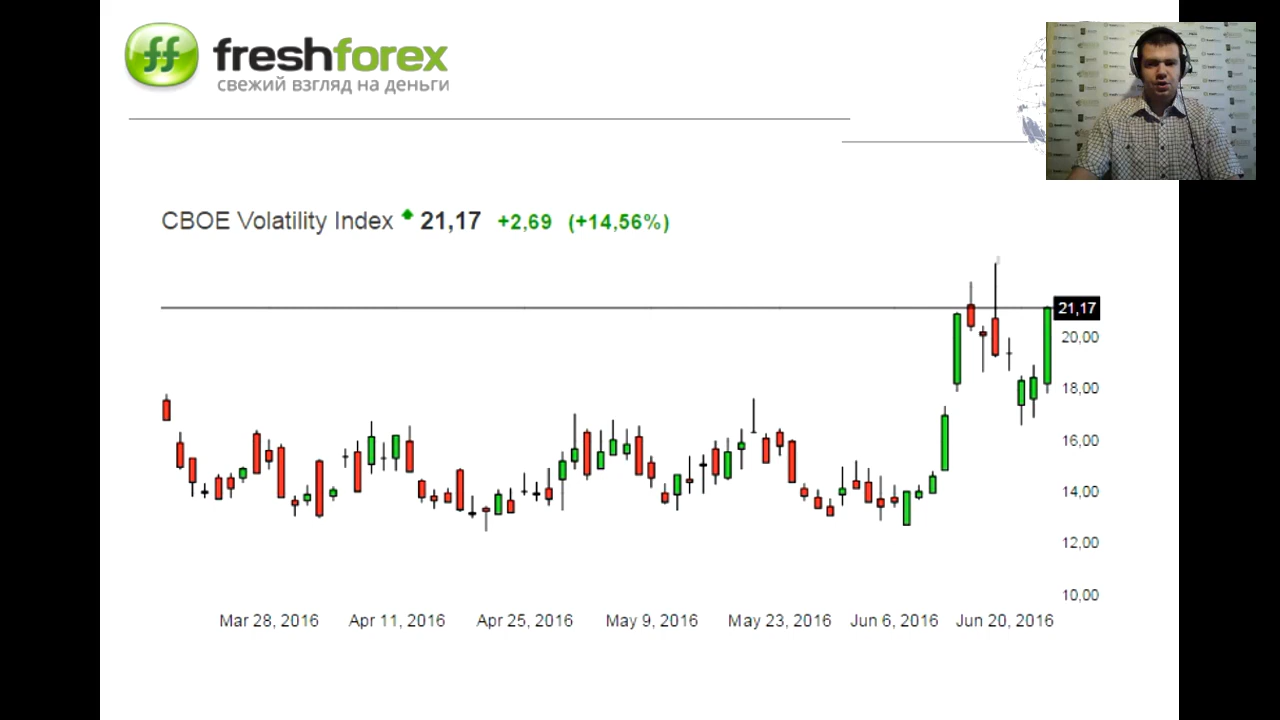 ff freshforex
свежий взгляд на деньги
CBOE Volatility Index 21,17 +2,69 (+14,56%)
21,17
20,00
18,00
16,00
14,00
12,00
10,00
Mar 28, 2016 Apr 11, 2016 Apr 25, 2016 May 9, 2016 May 23, 2016 Jun 6, 2016 Jun 20, 2016